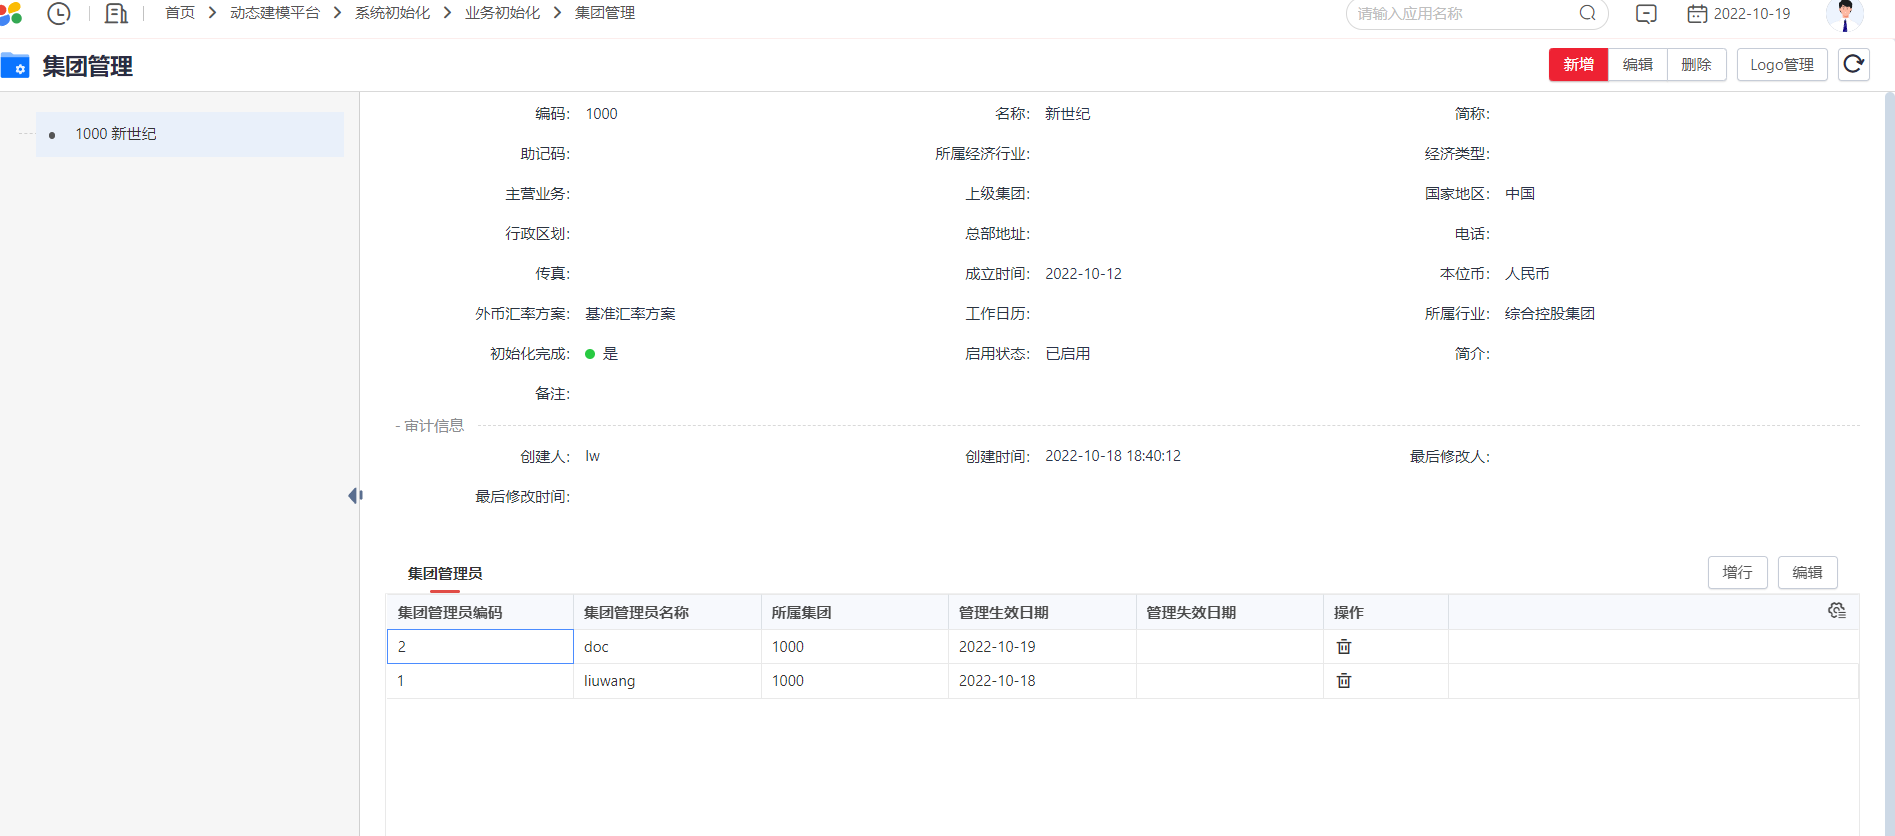 首页 动态建模平台 系统初始化 业务初始化 集团管理 请输入应用名称 2022-10-19
集团管理 新增 编辑 删除 Logo管理
1000 新世纪
编码: 1000 名称: 新世纪 简称:
助记码: 所属经济行业: 经济类型:
主营业务: 上级集团: 国家地区: 中国
行政区划: 总部地址: 电话:
传真: 成立时间: 2022-10-12 本位币: 人民币
外币汇率方案: 基准汇率方案 工作日历: 所属行业: 综合控股集团
初始化完成: 是 启用状态: 已启用 简介:
备注:
- 审计信息
创建人: lw 创建时间: 2022-10-18 18:40:12 最后修改人:
最后修改时间:
集团管理员 增行 编辑
集团管理员编码 集团管理员名称 所属集团 管理生效日期 管理失效日期 操作
2 doc 1000 2022-10-19
1 liuwang 1000 2022-10-18